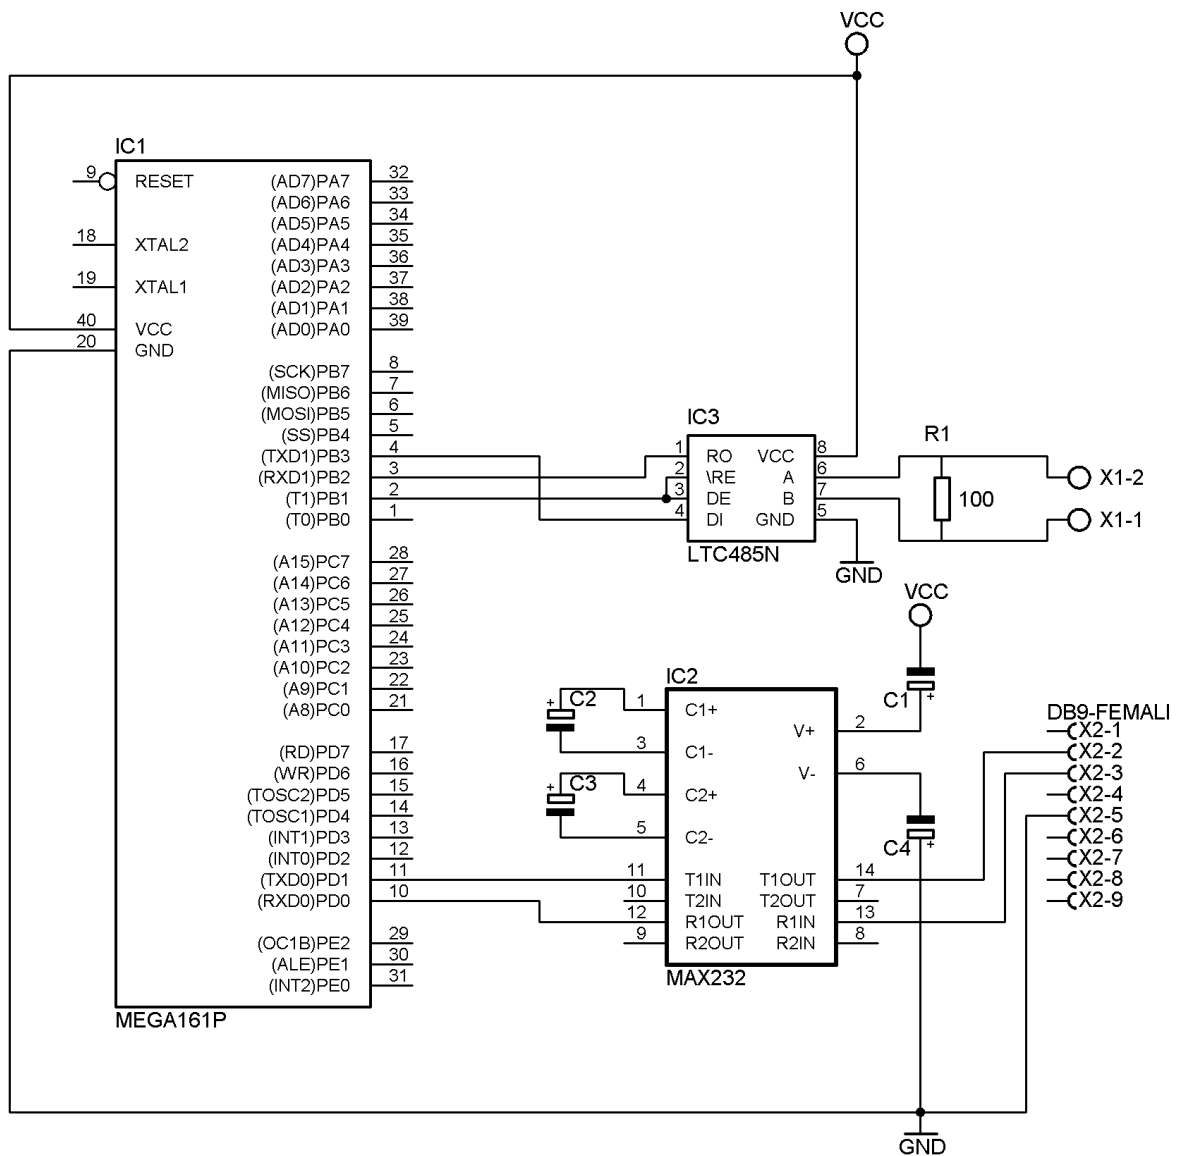 VCC
IC1
9 RESET (AD7)PA7 32
(AD6)PA6 33
(AD5)PA5 34
18 XTAL2 (AD4)PA4 35
(AD3)PA3 36
19 XTAL1 (AD2)PA2 37
(AD1)PA1 38
40 VCC (AD0)PA0 39
20 GND
(SCK)PB7 8
(MISO)PB6 7
(MOSI)PB5 6
(SS)PB4 5
(TXD1)PB3 4
(RXD1)PB2 3
(T1)PB1 2
(T0)PB0 1
(A15)PC7 28
(A14)PC6 27
(A13)PC5 26
(A12)PC4 25
(A11)PC3 24
(A10)PC2 23
(A9)PC1 22
(A8)PC0 21
(RD)PD7 17
(WR)PD6 16
(TOSC2)PD5 15
(TOSC1)PD4 14
(INT1)PD3 13
(INT0)PD2 12
(TXD0)PD1 11
(RXD0)PD0 10
(OC1B)PE2 29
(ALE)PE1 30
(INT2)PE0 31
MEGA161P
IC3
1 RO VCC 8
2 \RE A 6
3 DE B 7
4 DI GND 5
LTC485N
GND
R1
100
X1-2
X1-1
VCC
C1
+
IC2
+ C2
+ C3
1 C1+
V+ 2
3 C1-
V- 6
4 C2+
5 C2-
11 T1IN T1OUT 14
10 T2IN T2OUT 7
12 R1OUT R1IN 13
9 R2OUT R2IN 8
MAX232
C4
+
DB9-FEMALI
X2-1
X2-2
X2-3
X2-4
X2-5
X2-6
X2-7
X2-8
X2-9
GND